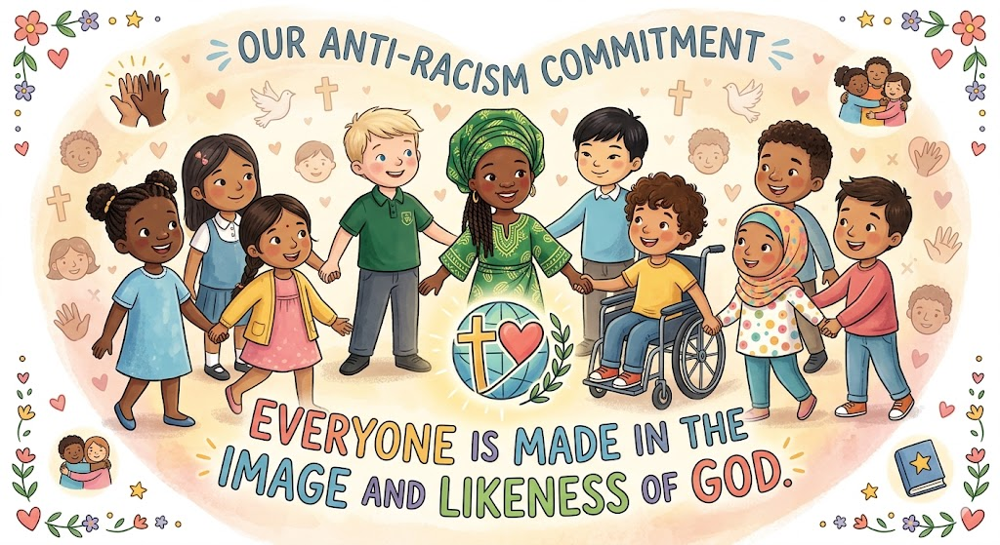 OUR ANTI-RACISM COMMITMENT
EVERYONE IS MADE IN THE
IMAGE AND LIKENESS OF GOD.